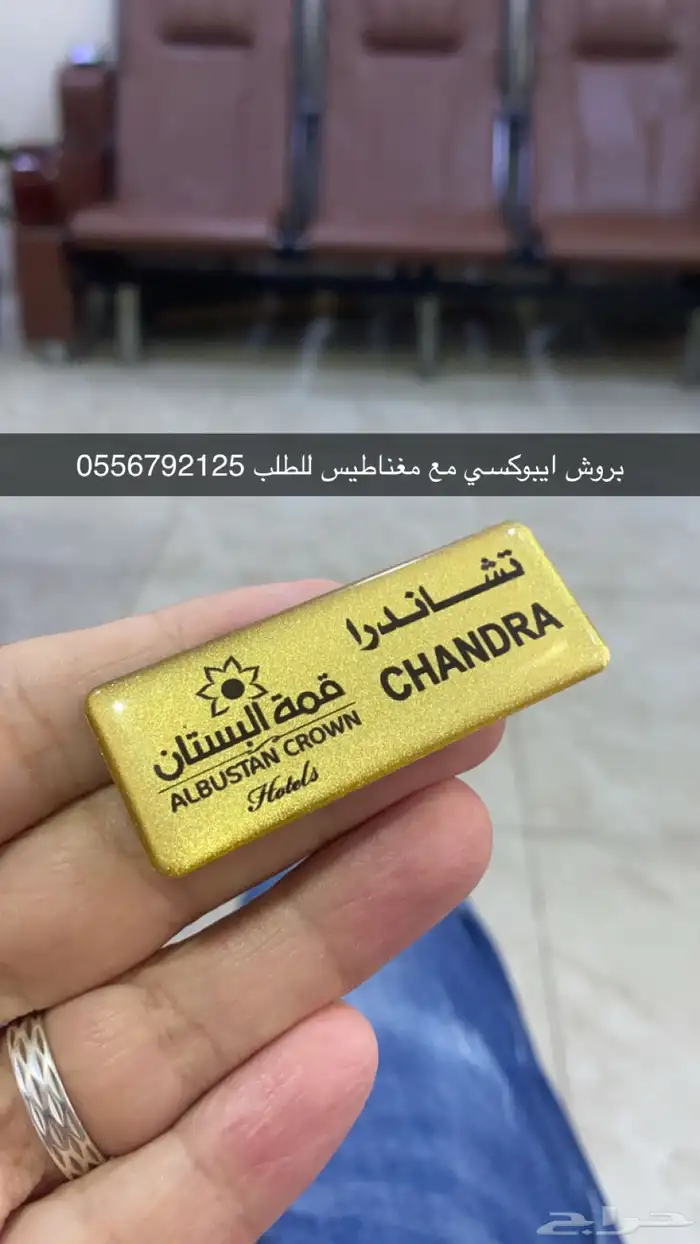 بروش ايبوكسي مع مغناطيس للطلب 0556792125
تشاندرا
CHANDRA
قمة البستان
ALBUSTAN CROWN
Hotels
حراج